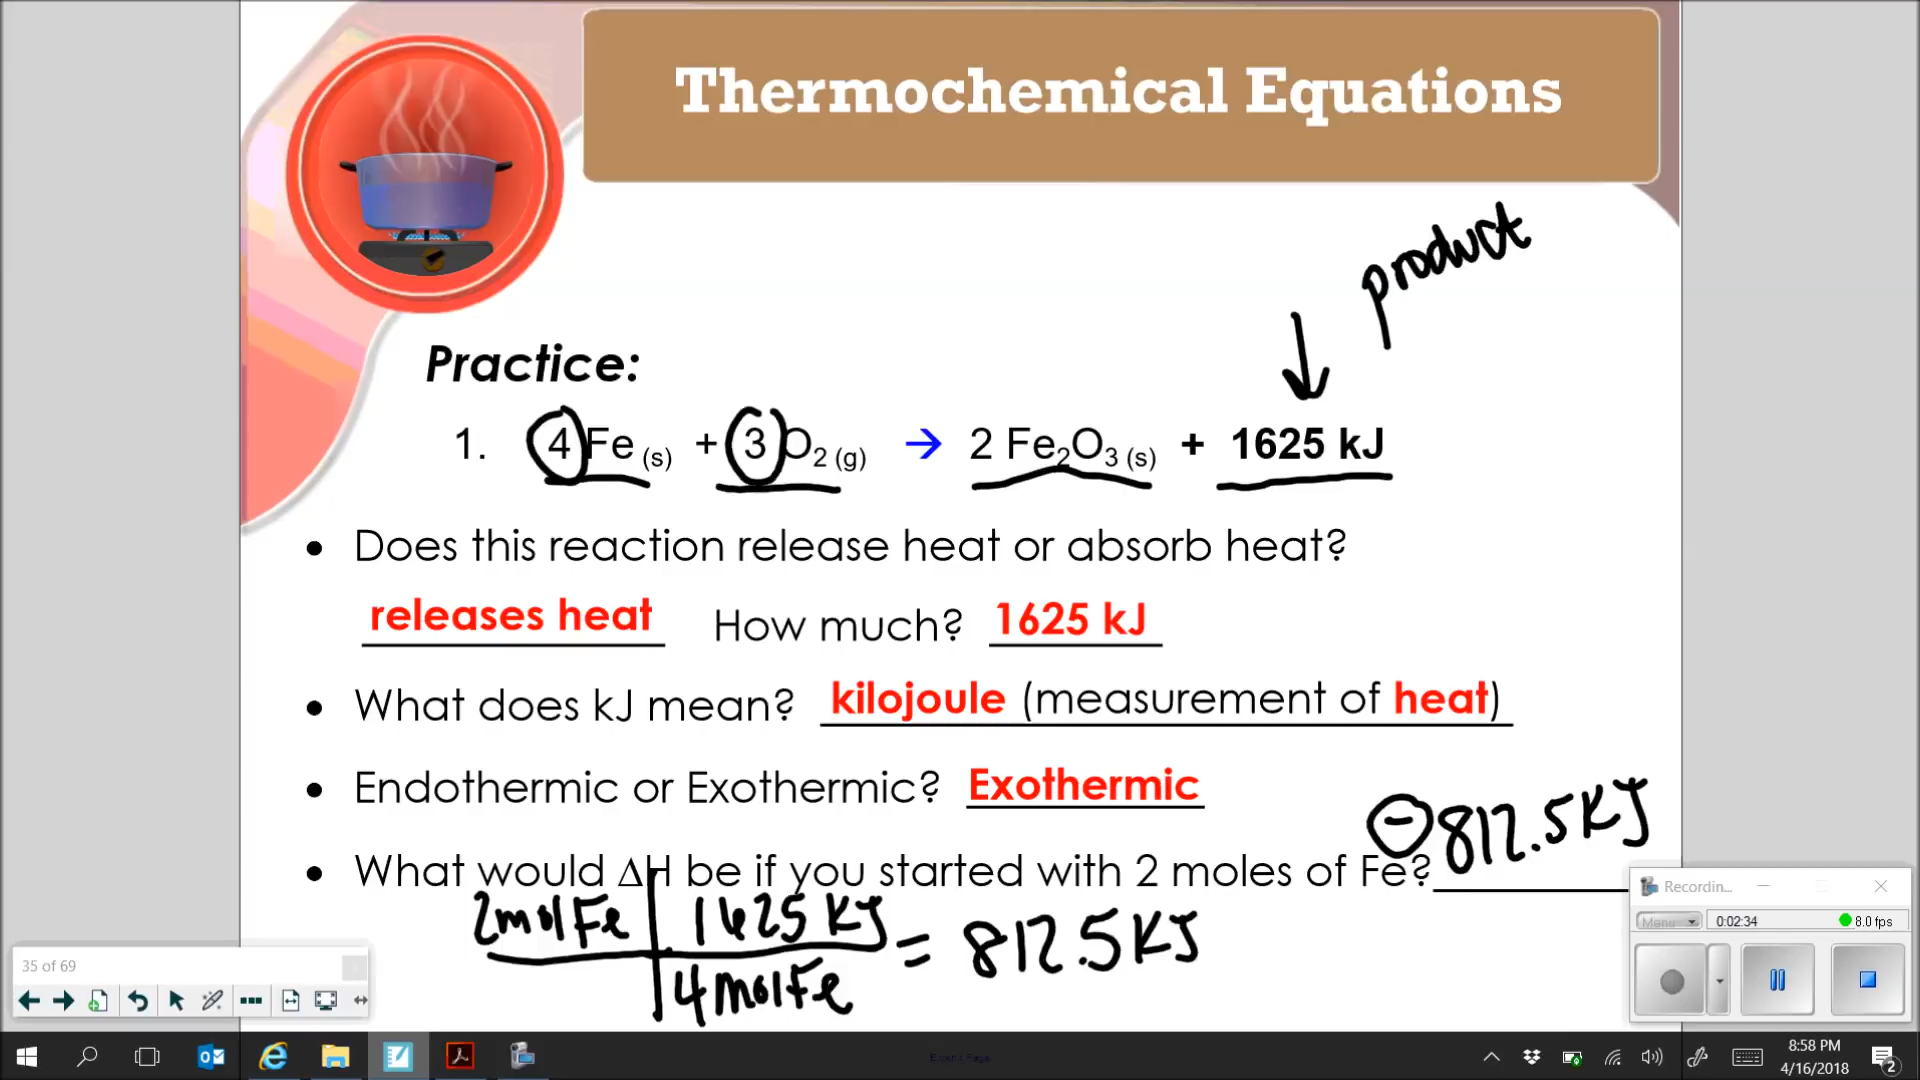 Thermochemical Equations
product
Practice:
1. 4 Fe (s) + 3 O2 (g) → 2 Fe2O3 (s) + 1625 kJ
• Does this reaction release heat or absorb heat?
releases heat How much? 1625 kJ
• What does kJ mean? kilojoule (measurement of heat)
• Endothermic or Exothermic? Exothermic
• What would ΔH be if you started with 2 moles of Fe? - 812.5 KJ
2 mol Fe | 1625 KJ = 812.5 KJ
4 mol Fe
35 of 69
Recordin...
Menu 0:02:34 8.0 fps
8:58 PM
4/16/2018
2